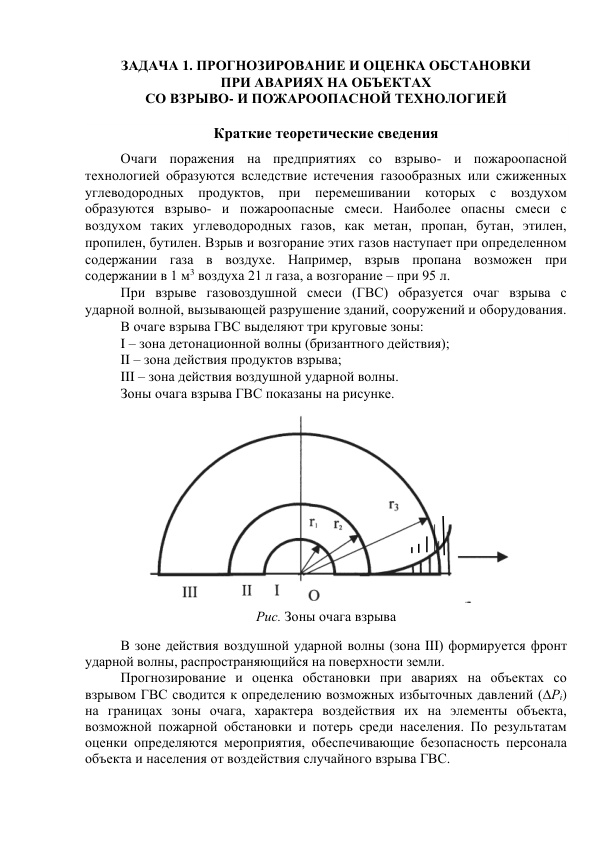 ЗАДАЧА 1. ПРОГНОЗИРОВАНИЕ И ОЦЕНКА ОБСТАНОВКИ
ПРИ АВАРИЯХ НА ОБЪЕКТАХ
СО ВЗРЫВО- И ПОЖАРООПАСНОЙ ТЕХНОЛОГИЕЙ
Краткие теоретические сведения
Очаги поражения на предприятиях со взрыво- и пожароопасной
технологией образуются вследствие истечения газообразных или сжиженных
углеводородных продуктов, при перемешивании которых с воздухом
образуются взрыво- и пожароопасные смеси. Наиболее опасны смеси с
воздухом таких углеводородных газов, как метан, пропан, бутан, этилен,
пропилен, бутилен. Взрыв и возгорание этих газов наступает при определенном
содержании газа в воздухе. Например, взрыв пропана возможен при
содержании в 1 м³ воздуха 21 л газа, а возгорание – при 95 л.
При взрыве газовоздушной смеси (ГВС) образуется очаг взрыва с
ударной волной, вызывающей разрушение зданий, сооружений и оборудования.
В очаге взрыва ГВС выделяют три круговые зоны:
I – зона детонационной волны (бризантного действия);
II – зона действия продуктов взрыва;
III – зона действия воздушной ударной волны.
Зоны очага взрыва ГВС показаны на рисунке.
r₁ r₂ r₃
III II I O
Рис. Зоны очага взрыва
В зоне действия воздушной ударной волны (зона III) формируется фронт
ударной волны, распространяющийся на поверхности земли.
Прогнозирование и оценка обстановки при авариях на объектах со
взрывом ГВС сводится к определению возможных избыточных давлений (ΔPᵢ)
на границах зоны очага, характера воздействия их на элементы объекта,
возможной пожарной обстановки и потерь среди населения. По результатам
оценки определяются мероприятия, обеспечивающие безопасность персонала
объекта и населения от воздействия случайного взрыва ГВС.